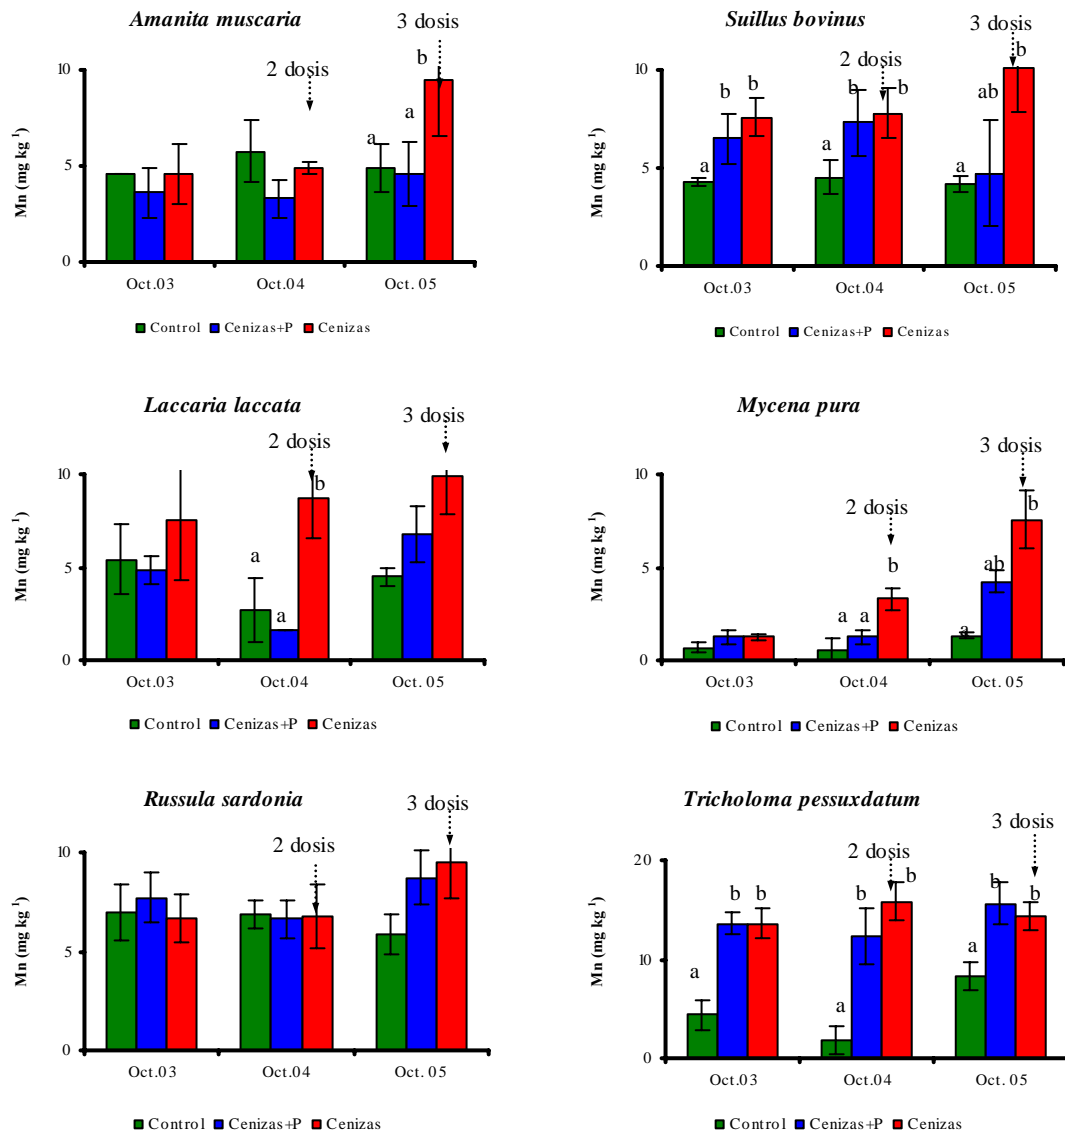 Amanita muscaria
3 dosis
2 dosis
b
a
a
10
5
0
Mn (mg kg-1)
Oct.03 Oct.04 Oct. 05
Control Cenizas+P Cenizas
Suillus bovinus
3 dosis
2 dosis
b
b b
b b
ab
a a a
10
5
0
Mn (mg kg-1)
Oct.03 Oct.04 Oct. 05
Control Cenizas+P Cenizas
Laccaria laccata
3 dosis
2 dosis
b
a
a
10
5
0
Mn (mg kg-1)
Oct.03 Oct.04 Oct. 05
Control Cenizas+P Cenizas
Mycena pura
3 dosis
2 dosis
b
b
ab
a a
a
10
5
0
Mn (mg kg-1)
Oct.03 Oct.04 Oct. 05
Control Cenizas+P Cenizas
Russula sardonia
3 dosis
2 dosis
10
5
0
Mn (mg kg-1)
Oct.03 Oct.04 Oct. 05
Control Cenizas+P Cenizas
Tricholoma pessuxdatum
3 dosis
2 dosis
b b
b b
b b
a
a
a
20
10
0
Mn (mg kg-1)
Oct.03 Oct.04 Oct. 05
Control Cenizas+P Cenizas